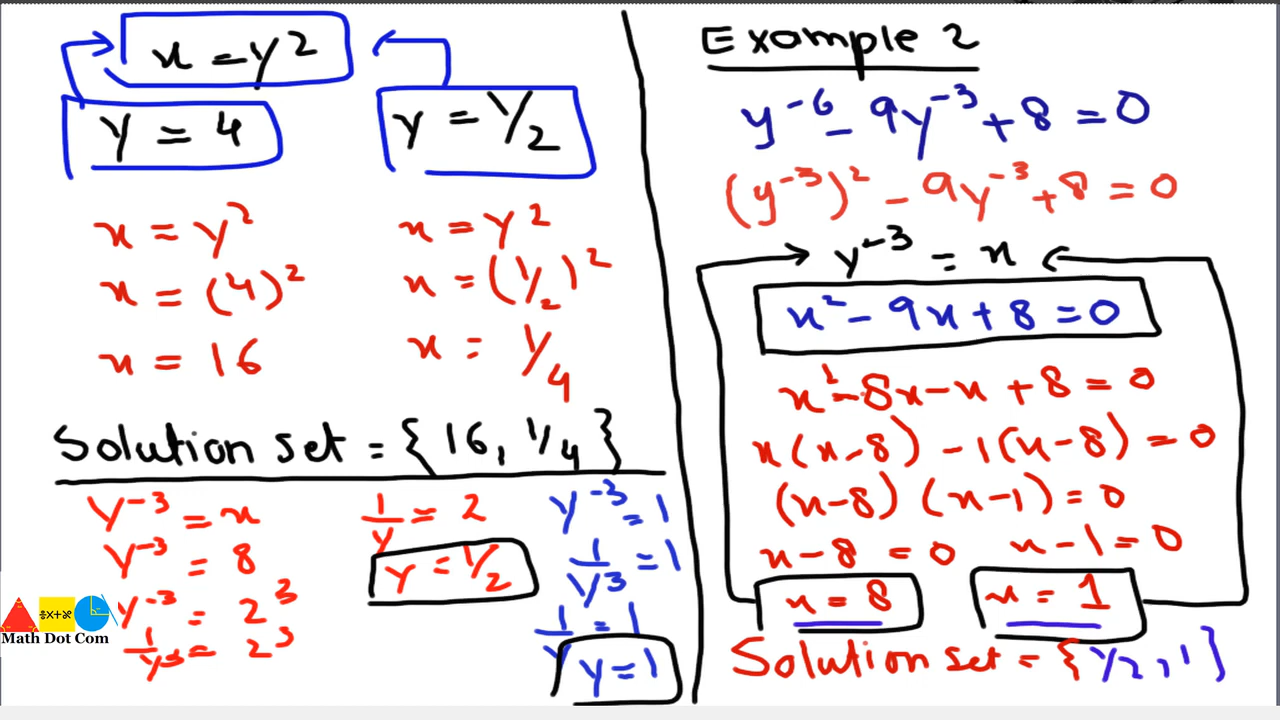 x = y²
y = 4
y = 1/2
x = y²
x = (4)²
x = 16
x = y²
x = (1/2)²
x = 1/4
Solution set = {16, 1/4}
y⁻³ = x
y⁻³ = 8
y⁻³ = 2³
1/y³ = 2³
1/y = 2
y = 1/2
y⁻³ = 1
1/y³ = 1
1/y = 1
y = 1
Math Dot Com
Example 2
y⁻⁶ - 9y⁻³ + 8 = 0
(y⁻³)² - 9y⁻³ + 8 = 0
y⁻³ = x
x² - 9x + 8 = 0
x² - 8x - x + 8 = 0
x(x-8) - 1(x-8) = 0
(x-8) (x-1) = 0
x - 8 = 0
x - 1 = 0
x = 8
x = 1
Solution set = {1/2, 1}